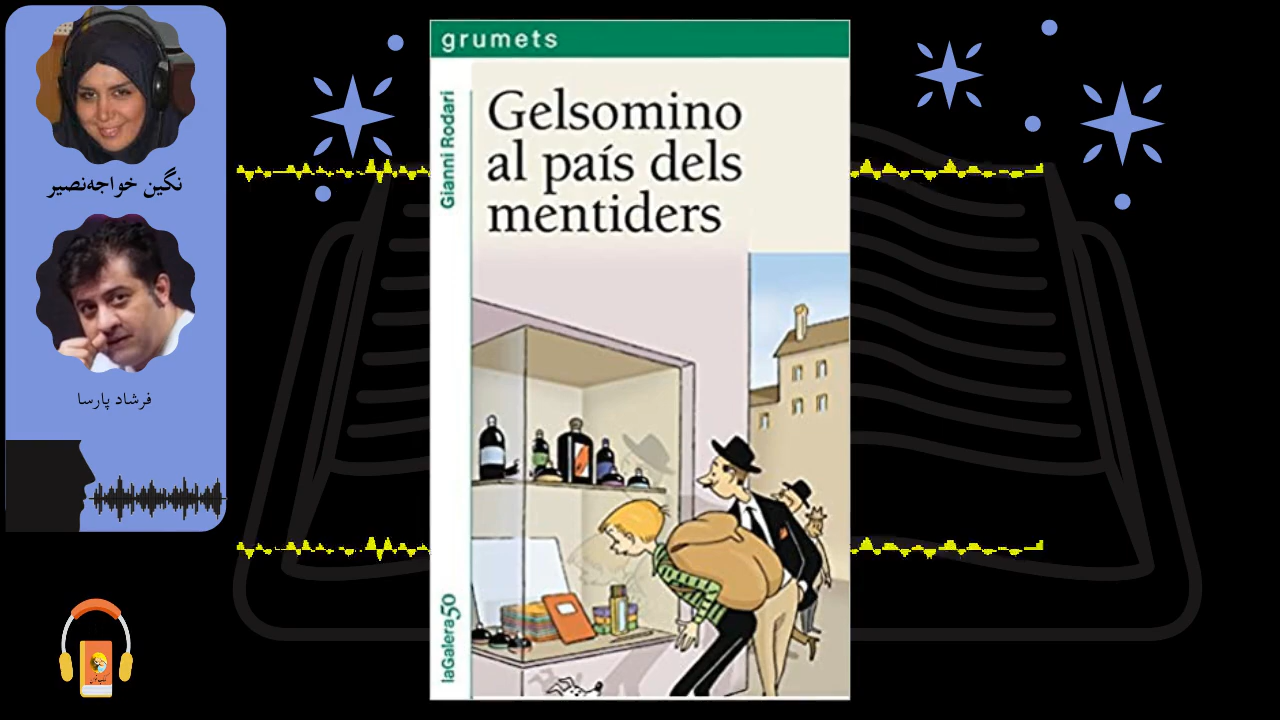 نگین خواجه‌نصیر
فرشاد پارسا
grumets
Gianni Rodari
Gelsomino
al país dels
mentiders
laGalera50